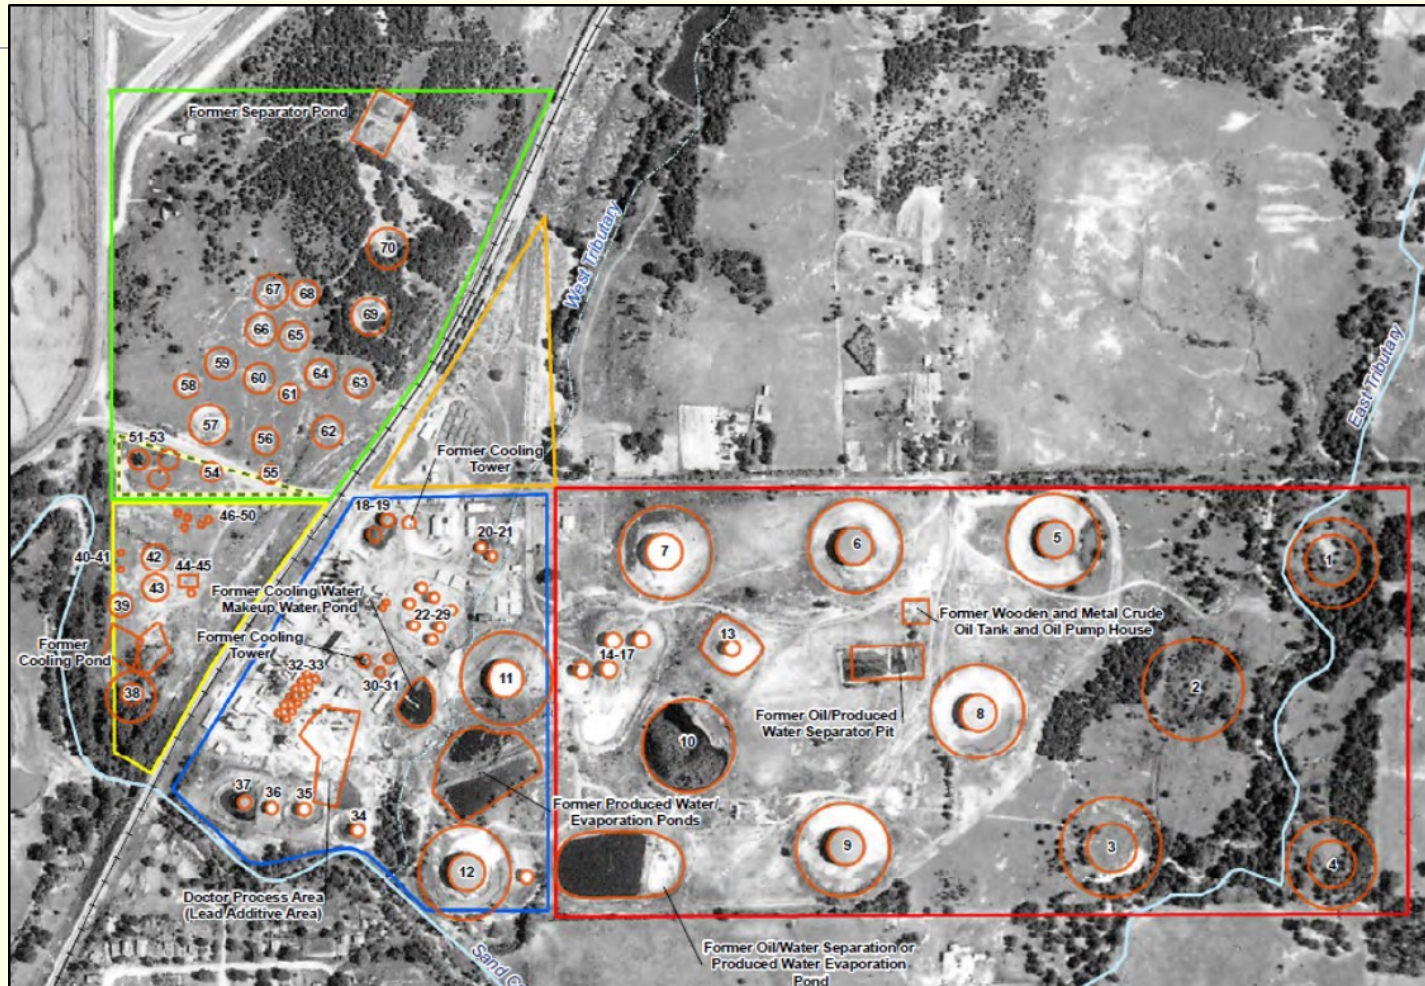 Former Separator Pond
West Tributary
East Tributary
70
67
68
69
66
65
59
60
64
63
58
61
57
56
62
51-53
54
55
Former Cooling
Tower
18-19
46-50
20-21
40-41
42
44-45
43
39
Former Cooling Water/
Makeup Water Pond
22-29
Former
Cooling Pond
Former Cooling
Tower
32-33
30-31
38
11
7
6
5
1
Former Wooden and Metal Crude
Oil Tank and Oil Pump House
13
14-17
2
Former Oil/Produced
Water Separator Pit
8
10
37
36
35
34
Former Produced Water/
Evaporation Ponds
12
9
3
4
Doctor Process Area
(Lead Additive Area)
Sand
Former Oil/Water Separation or
Produced Water Evaporation
Pond